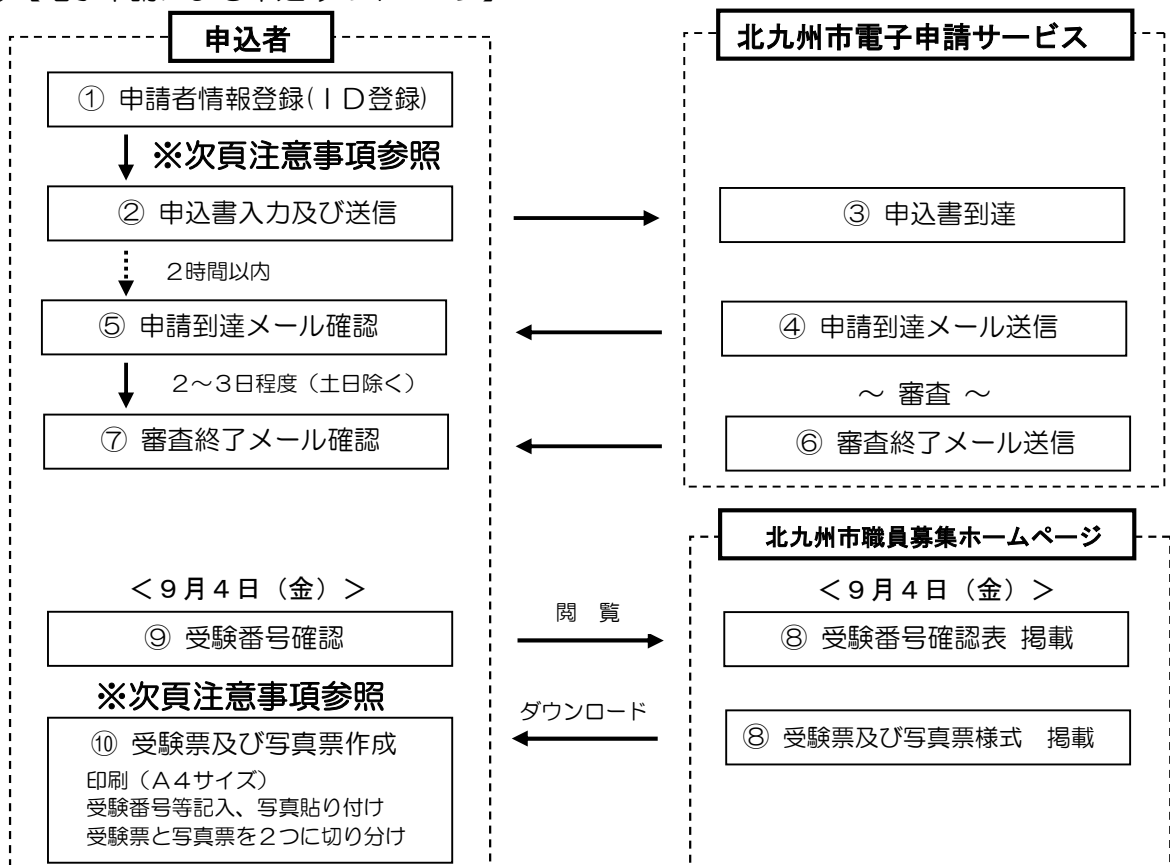 申込者
北九州市電子申請サービス
① 申請者情報登録(ＩＤ登録)
※次頁注意事項参照
② 申込書入力及び送信
③ 申込書到達
２時間以内
⑤ 申請到達メール確認
④ 申請到達メール送信
２～３日程度（土日除く）
～ 審査 ～
⑦ 審査終了メール確認
⑥ 審査終了メール送信
北九州市職員募集ホームページ
＜９月４日（金）＞
＜９月４日（金）＞
閲　覧
⑨ 受験番号確認
⑧ 受験番号確認表 掲載
※次頁注意事項参照
ダウンロード
⑩ 受験票及び写真票作成
⑧ 受験票及び写真票様式　掲載
印刷（Ａ４サイズ）
受験番号等記入、写真貼り付け
受験票と写真票を２つに切り分け